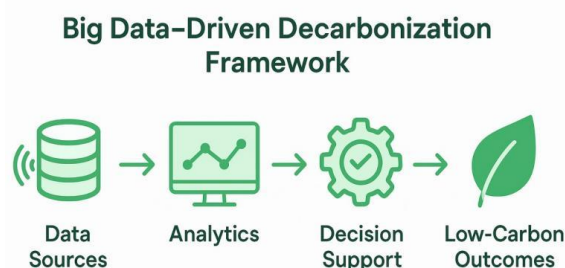 Big Data–Driven Decarbonization
Framework
Data
Sources
Analytics
Decision
Support
Low-Carbon
Outcomes